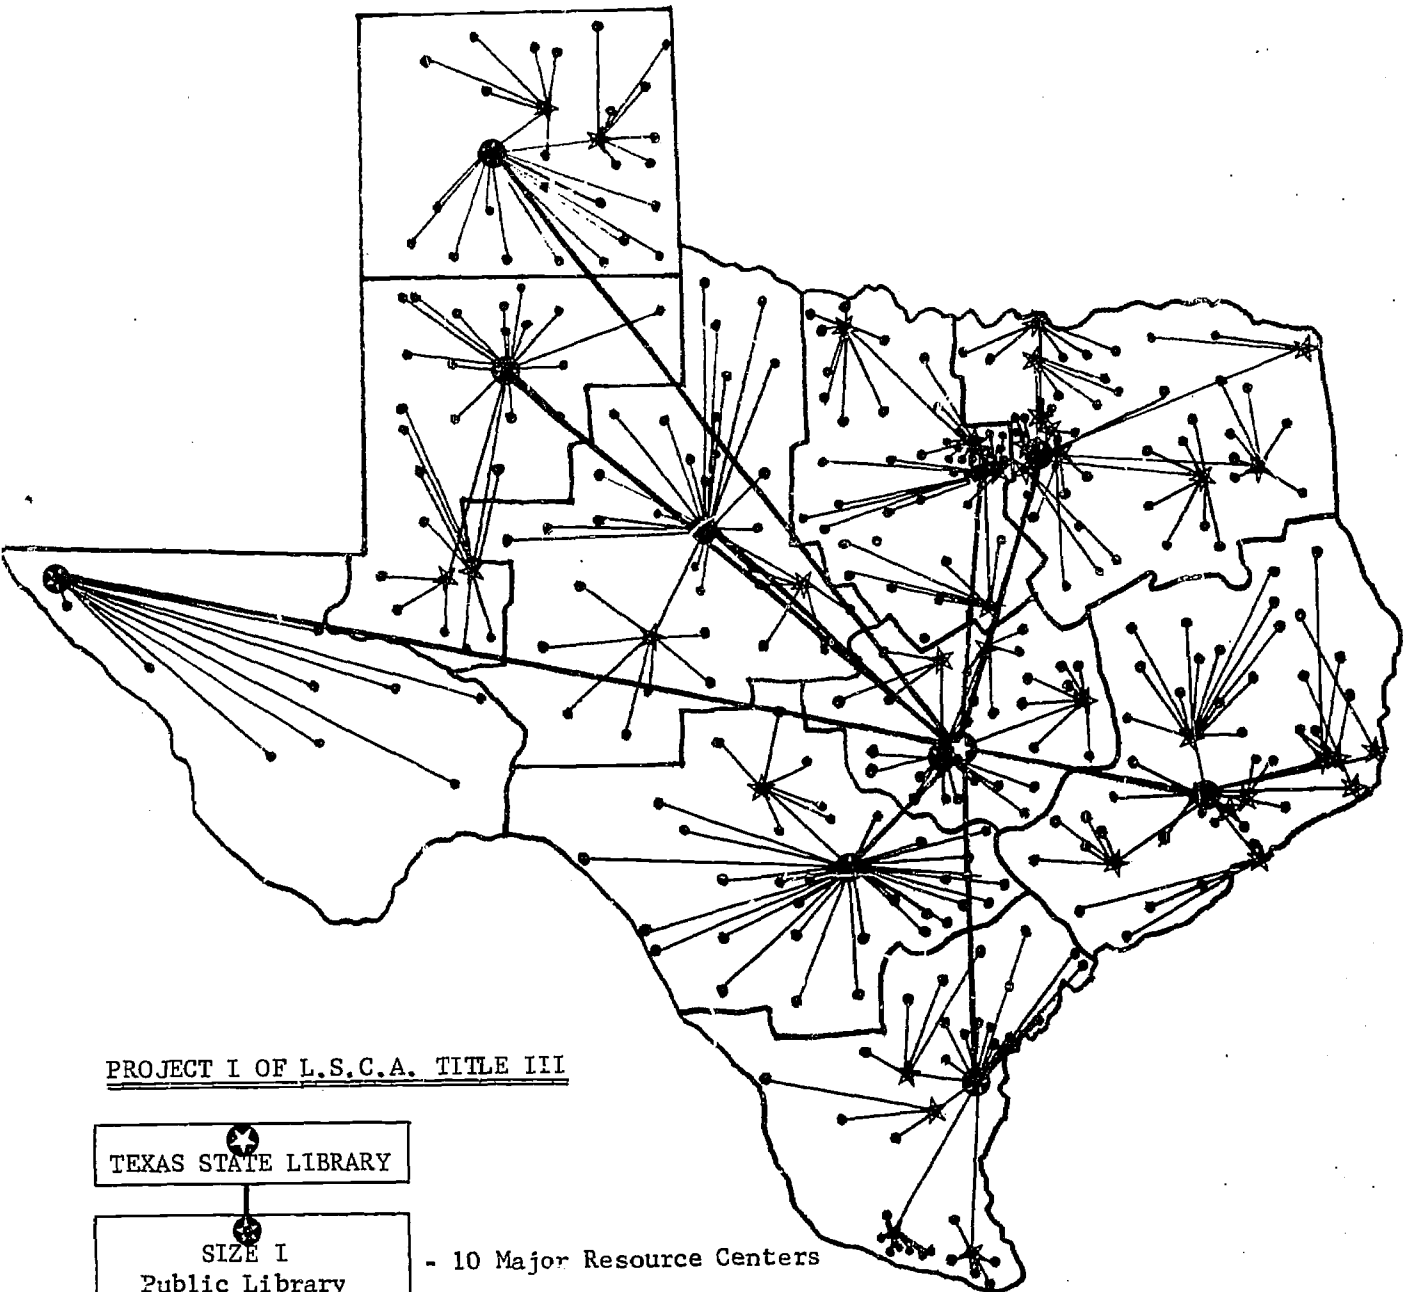 PROJECT I OF L.S.C.A. TITLE III
TEXAS STATE LIBRARY
SIZE I
Public Library
- 10 Major Resource Centers